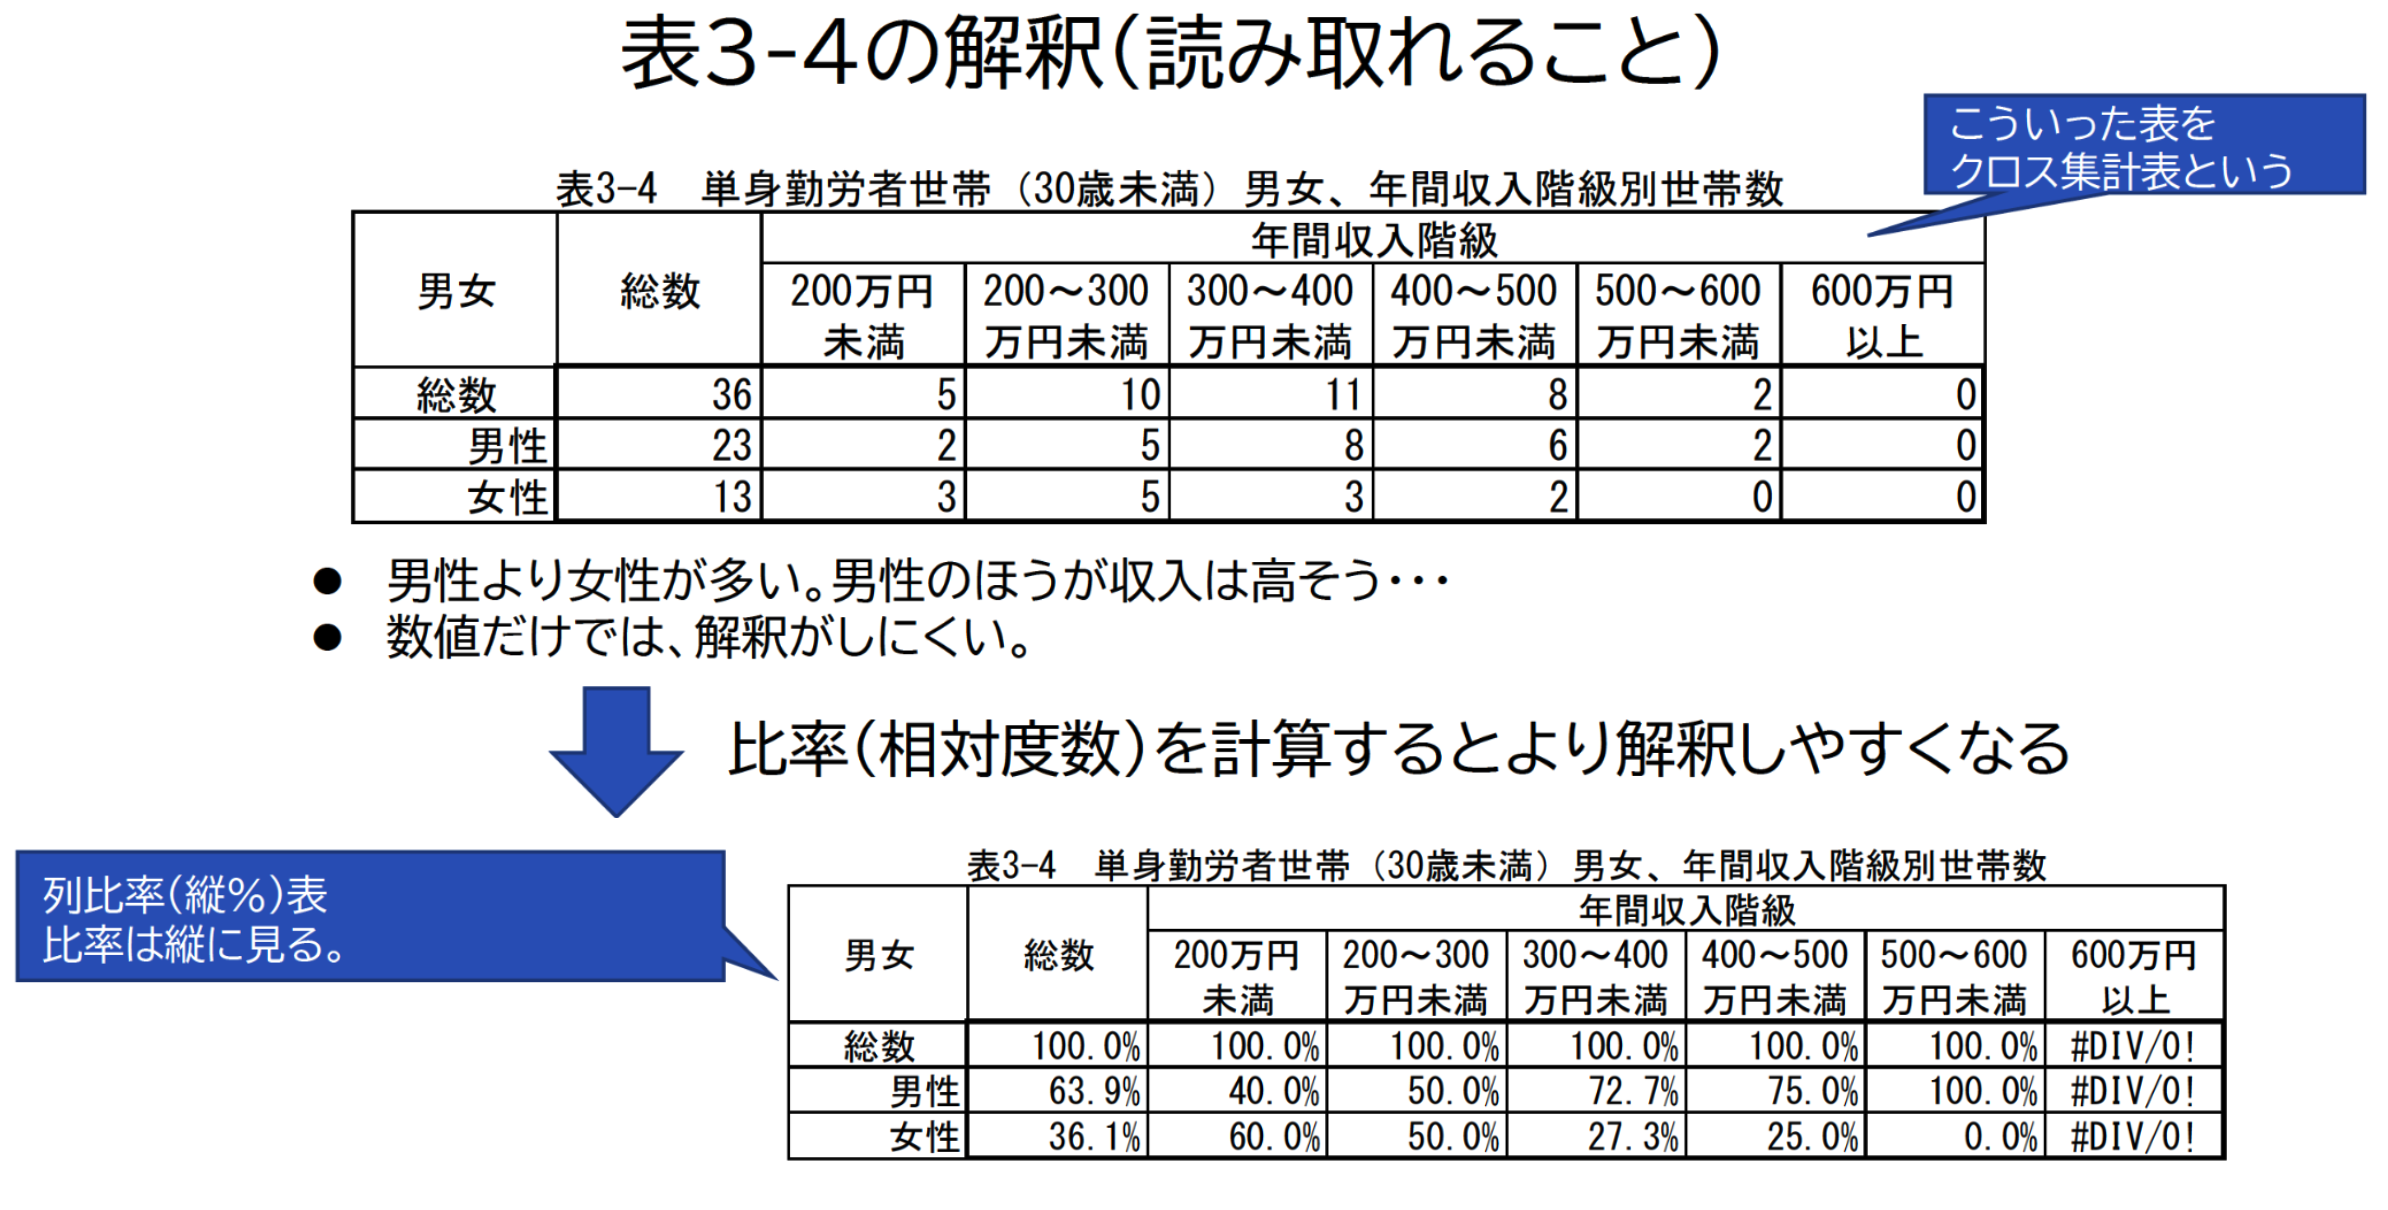 表3-4の解釈(読み取れること)
こういった表を
クロス集計表という
表3-4　単身勤労者世帯（30歳未満）男女、年間収入階級別世帯数
男女 総数 年間収入階級
200万円未満 200～300万円未満 300～400万円未満 400～500万円未満 500～600万円未満 600万円以上
総数 36 5 10 11 8 2 0
男性 23 2 5 8 6 2 0
女性 13 3 5 3 2 0 0
● 男性より女性が多い。男性のほうが収入は高そう･･･
● 数値だけでは、解釈がしにくい。
比率(相対度数)を計算するとより解釈しやすくなる
列比率(縦%)表
比率は縦に見る。
表3-4　単身勤労者世帯（30歳未満）男女、年間収入階級別世帯数
男女 総数 年間収入階級
200万円未満 200～300万円未満 300～400万円未満 400～500万円未満 500～600万円未満 600万円以上
総数 100.0% 100.0% 100.0% 100.0% 100.0% 100.0% #DIV/0!
男性 63.9% 40.0% 50.0% 72.7% 75.0% 100.0% #DIV/0!
女性 36.1% 60.0% 50.0% 27.3% 25.0% 0.0% #DIV/0!